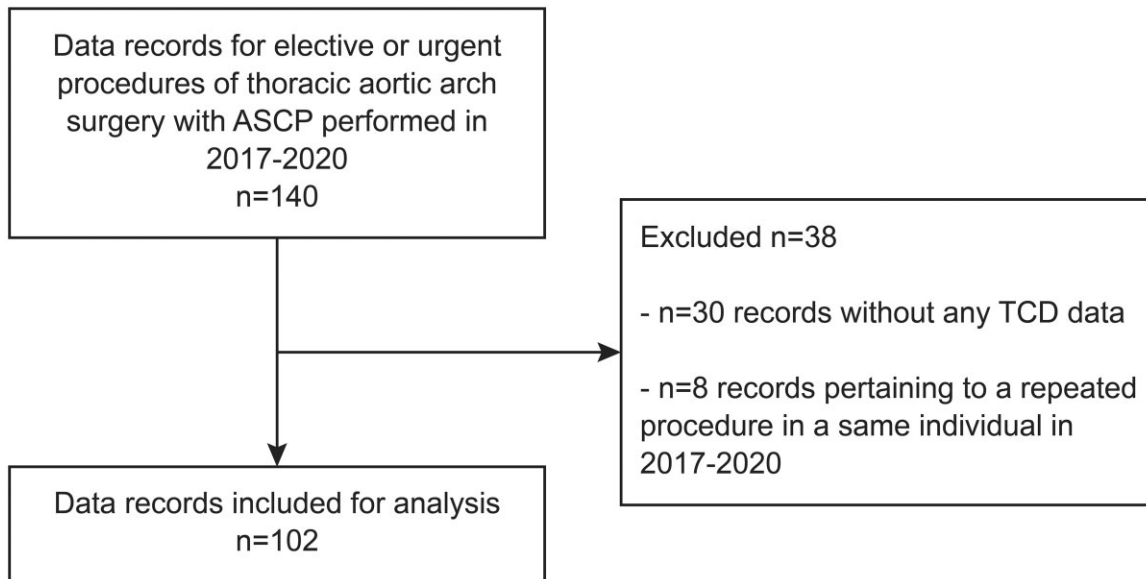 Data records for elective or urgent
procedures of thoracic aortic arch
surgery with ASCP performed in
2017-2020
n=140
Excluded n=38
- n=30 records without any TCD data
- n=8 records pertaining to a repeated
procedure in a same individual in
2017-2020
Data records included for analysis
n=102